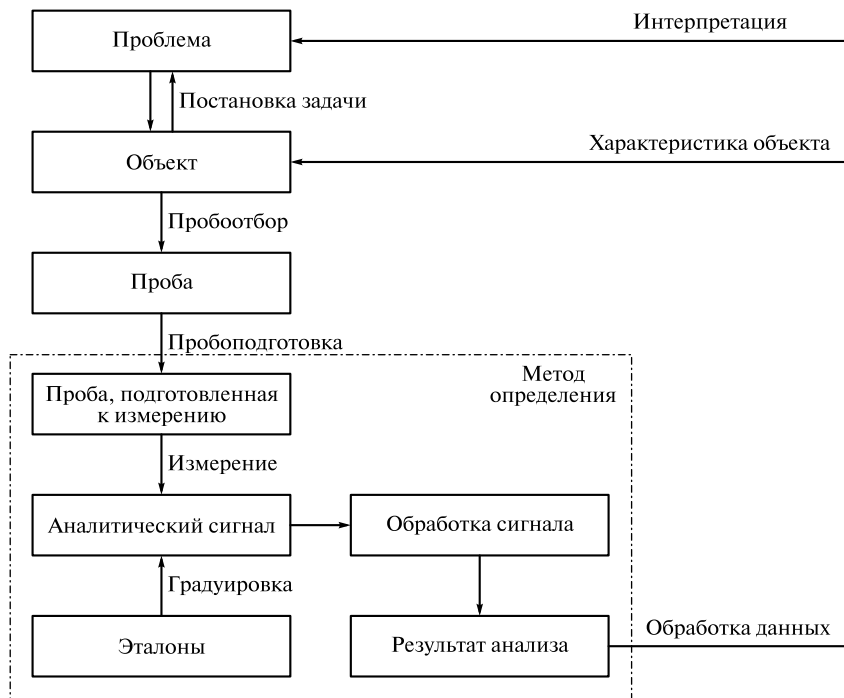 Интерпретация
Проблема
Постановка задачи
Характеристика объекта
Объект
Пробоотбор
Проба
Пробоподготовка
Метод
определения
Проба, подготовленная
к измерению
Измерение
Аналитический сигнал
Обработка сигнала
Градуировка
Эталоны
Результат анализа
Обработка данных